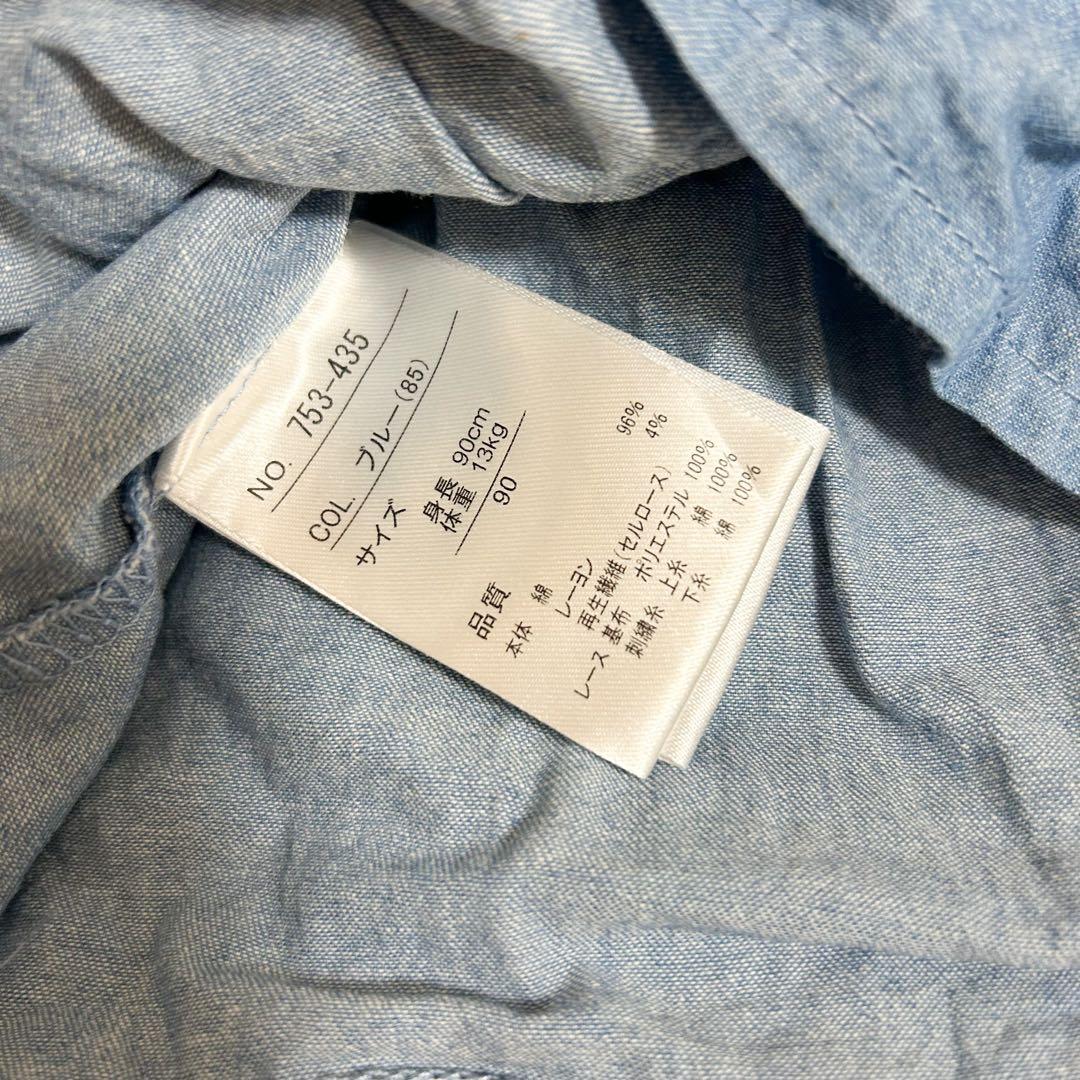 NO. 753-435
COL. ブルー(85)
サイズ
身長 90cm
体重 13kg
90
品質
本体 綿 96%
レーヨン 4%
再生繊維(セルロース)
レース 基布 ポリエステル 100%
刺繍糸 上糸 綿 100%
下糸 綿 100%